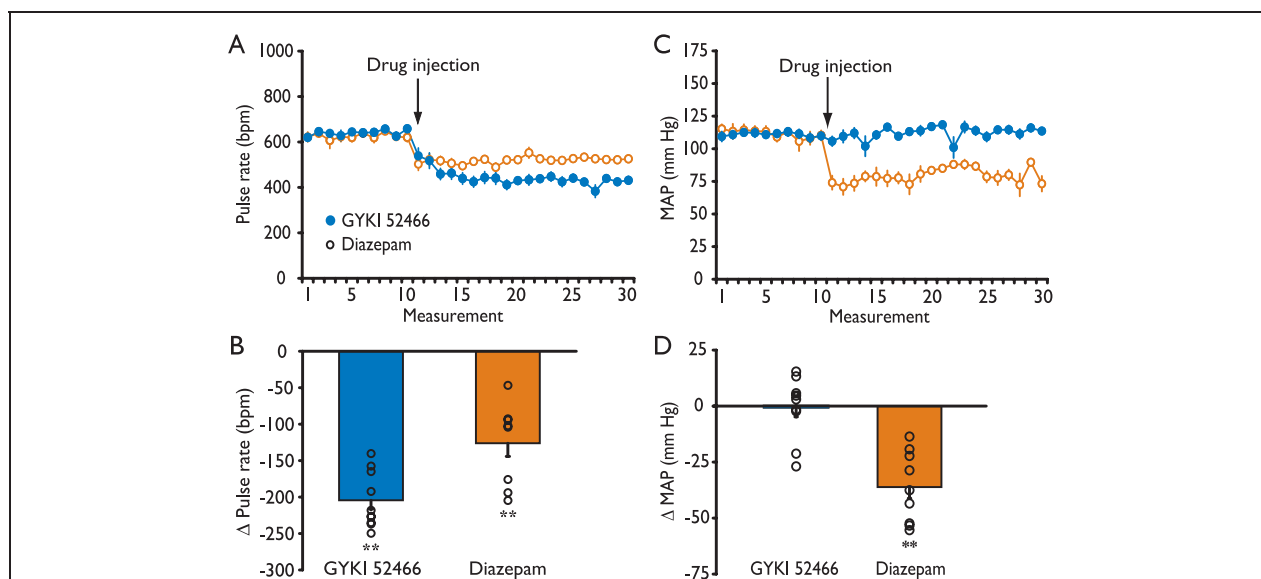 A
1000
800
600
400
200
0
Pulse rate (bpm)
Drug injection
GYKI 52466
Diazepam
1 5 10 15 20 25 30
Measurement
C
175
150
125
100
75
50
25
0
MAP (mm Hg)
Drug injection
1 5 10 15 20 25 30
Measurement
B
0
-50
-100
-150
-200
-250
-300
Δ Pulse rate (bpm)
**
**
GYKI 52466 Diazepam
D
25
0
-25
-50
-75
Δ MAP (mm Hg)
**
GYKI 52466 Diazepam